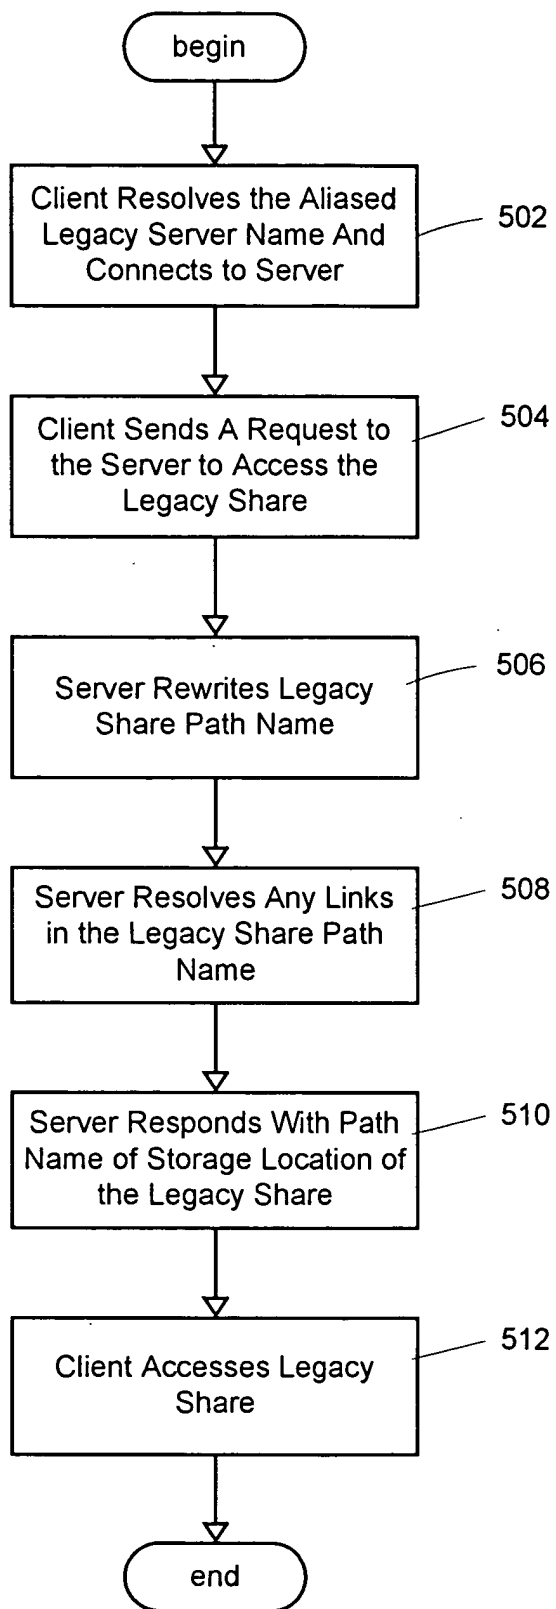 begin
Client Resolves the Aliased
Legacy Server Name And
Connects to Server
502
Client Sends A Request to
the Server to Access the
Legacy Share
504
Server Rewrites Legacy
Share Path Name
506
Server Resolves Any Links
in the Legacy Share Path
Name
508
Server Responds With Path
Name of Storage Location of
the Legacy Share
510
Client Accesses Legacy
Share
512
end